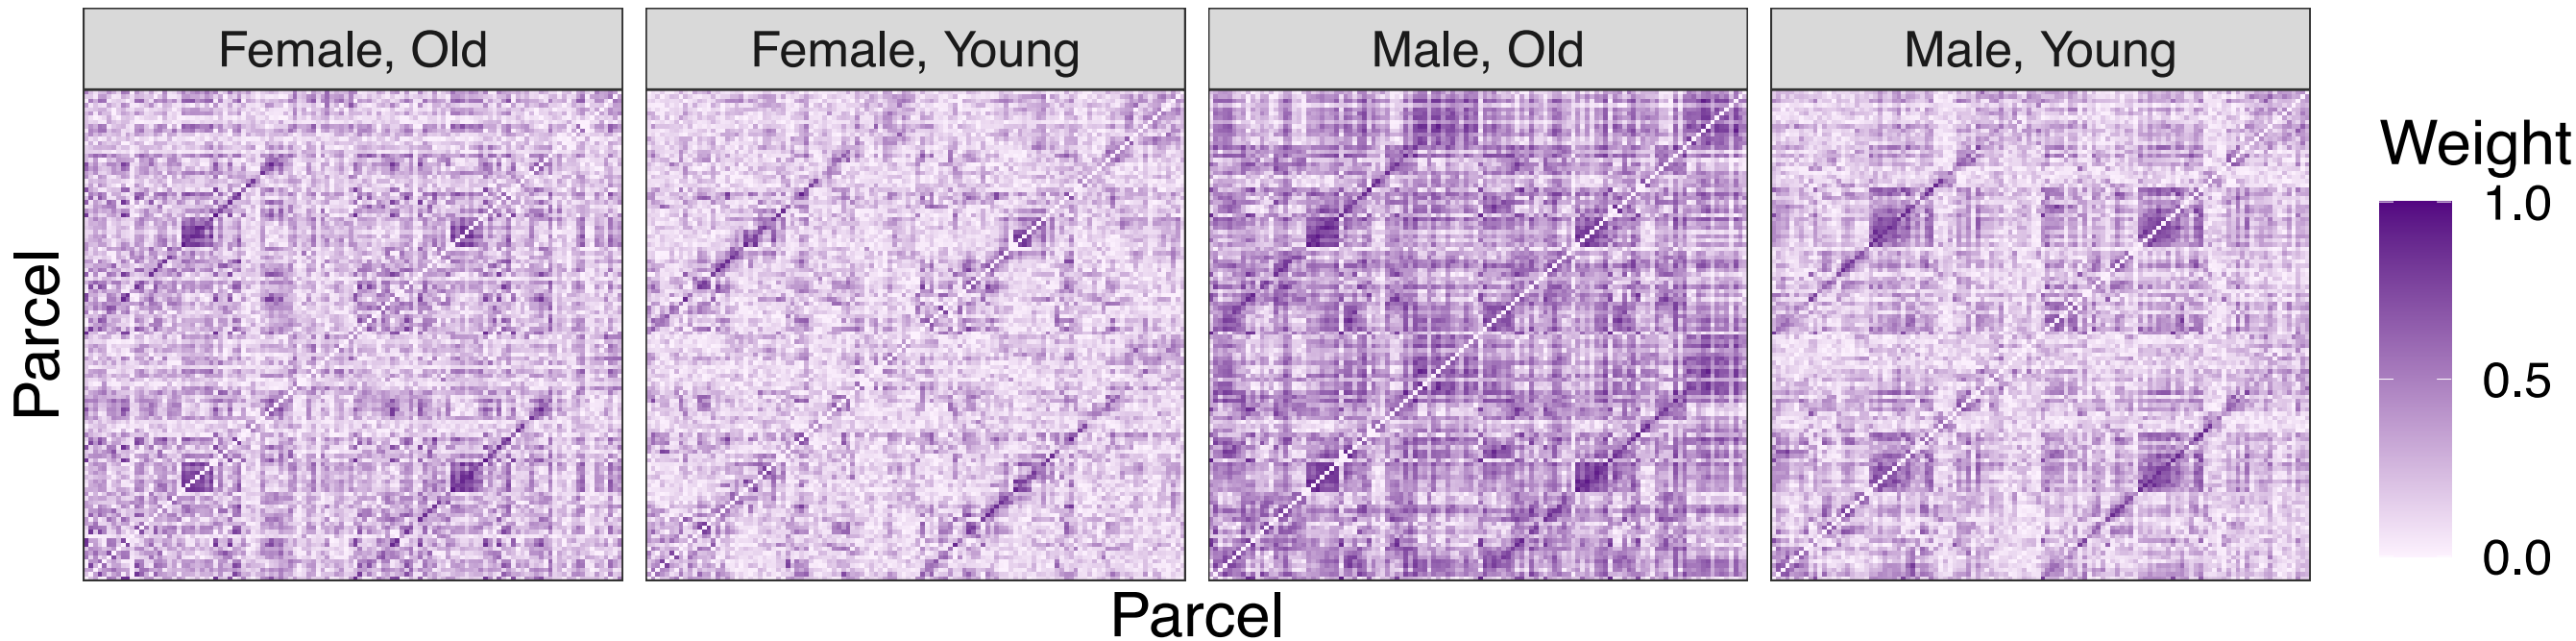 Female, Old
Female, Young
Male, Old
Male, Young
Parcel
Parcel
Weight
1.0
0.5
0.0